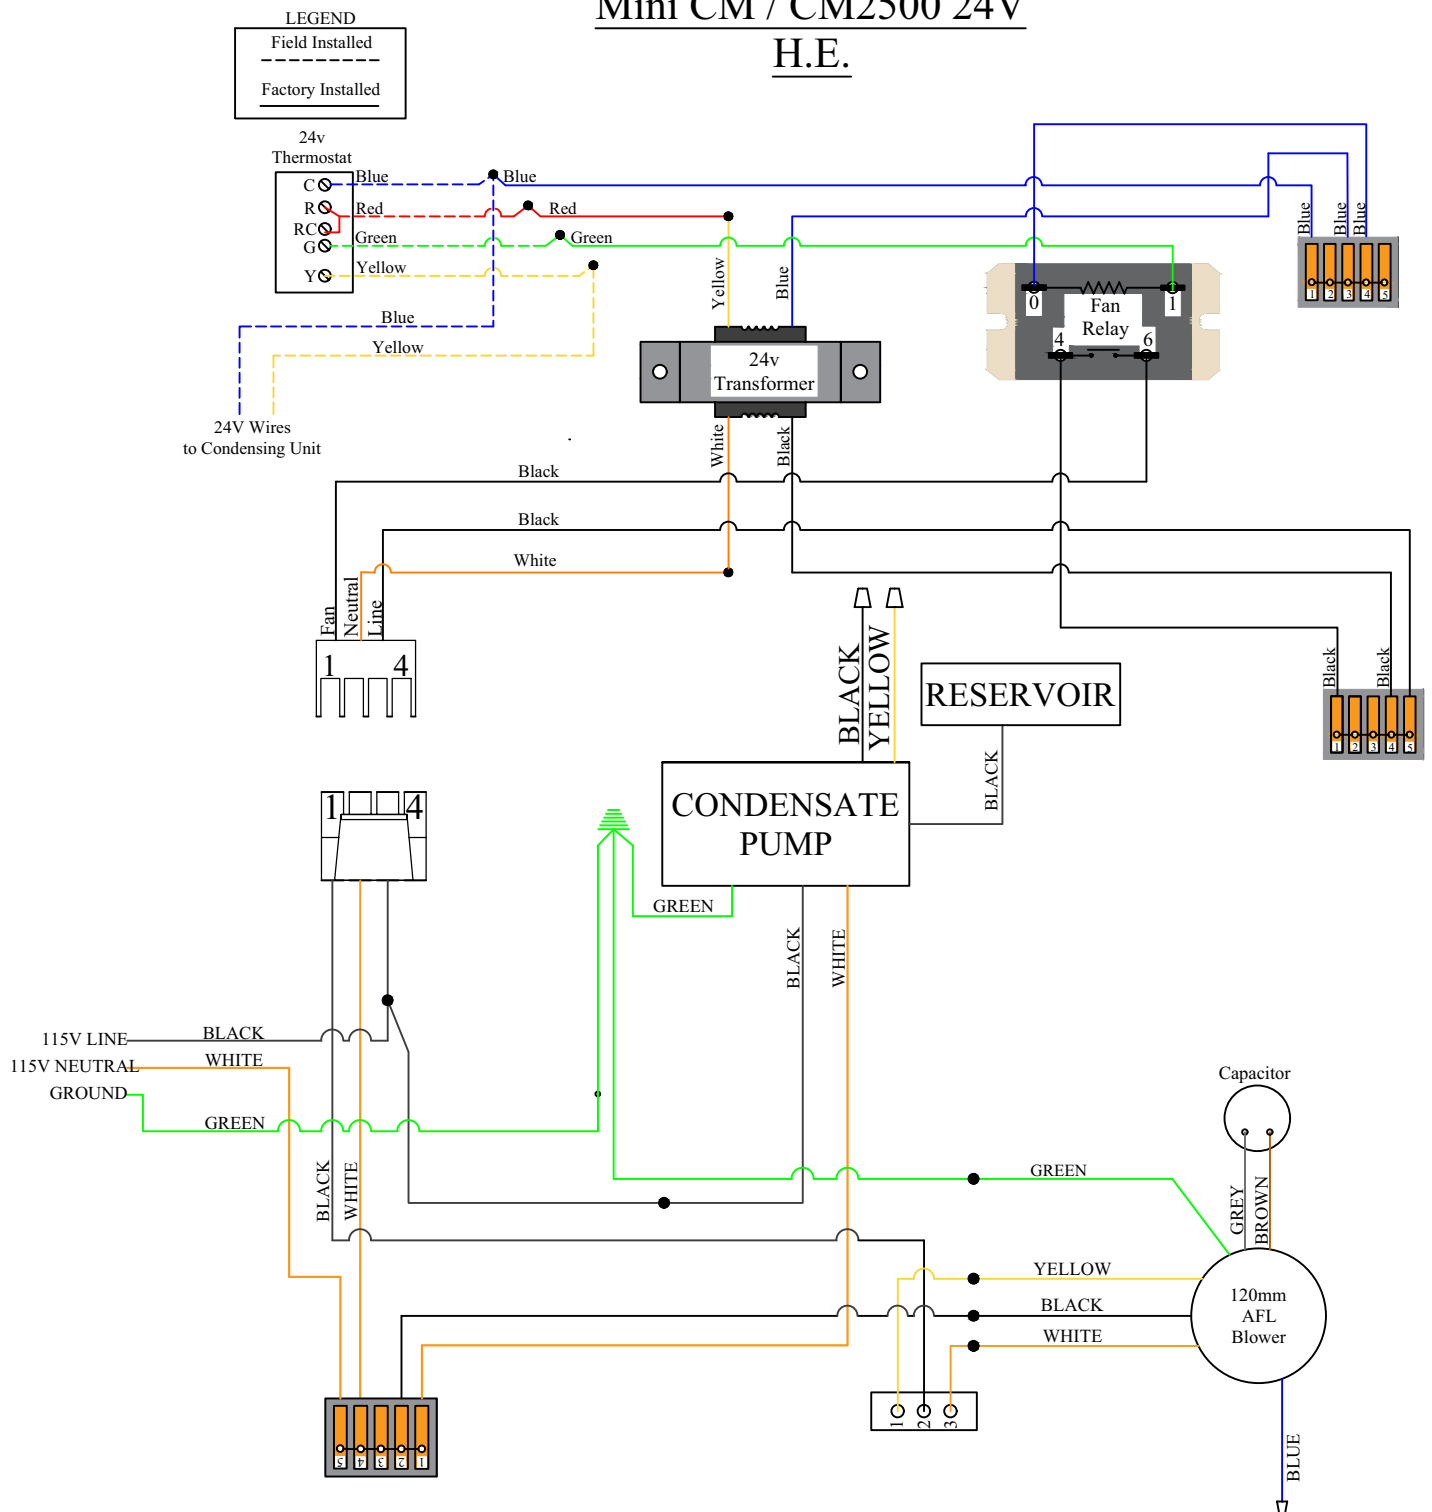 Mini CM / CM2500 24V
H.E.
LEGEND
Field Installed
Factory Installed
24v
Thermostat
C
R
RC
G
Y
Blue
Red
Green
Yellow
Blue
Red
Green
Blue
Yellow
24V Wires
to Condensing Unit
Yellow
Blue
24v
Transformer
White
Black
0
1
Fan
Relay
4
6
Blue
Blue
Blue
1 2 3 4 5
Black
Black
White
Fan
Neutral
Line
1 4
BLACK
YELLOW
RESERVOIR
BLACK
Black
Black
1 2 3 4 5
CONDENSATE
PUMP
1 4
GREEN
BLACK
WHITE
115V LINE
BLACK
115V NEUTRAL
WHITE
GROUND
GREEN
BLACK
WHITE
Capacitor
GREY
BROWN
GREEN
YELLOW
BLACK
WHITE
120mm
AFL
Blower
BLUE
5 4 3 2 1
1 2 3